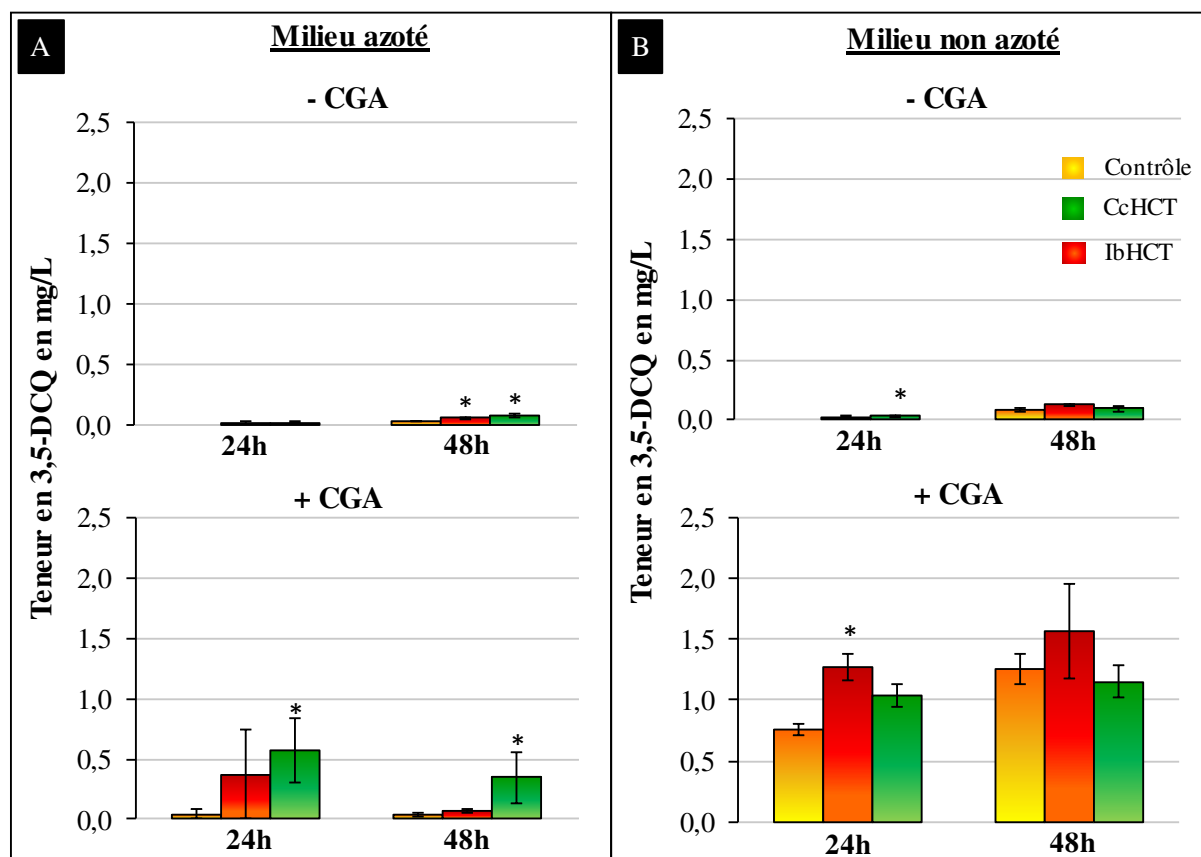 A
Milieu azoté
B
Milieu non azoté
Teneur en 3,5-DCQ en mg/L
- CGA
2,5
2,0
1,5
1,0
0,5
0,0
* *
24h 48h
+ CGA
2,5
2,0
1,5
1,0
0,5
0,0
* *
24h 48h
Teneur en 3,5-DCQ en mg/L
- CGA
2,5
2,0
1,5
1,0
0,5
0,0
Contrôle
CcHCT
IbHCT
*
24h 48h
+ CGA
2,5
2,0
1,5
1,0
0,5
0,0
*
24h 48h